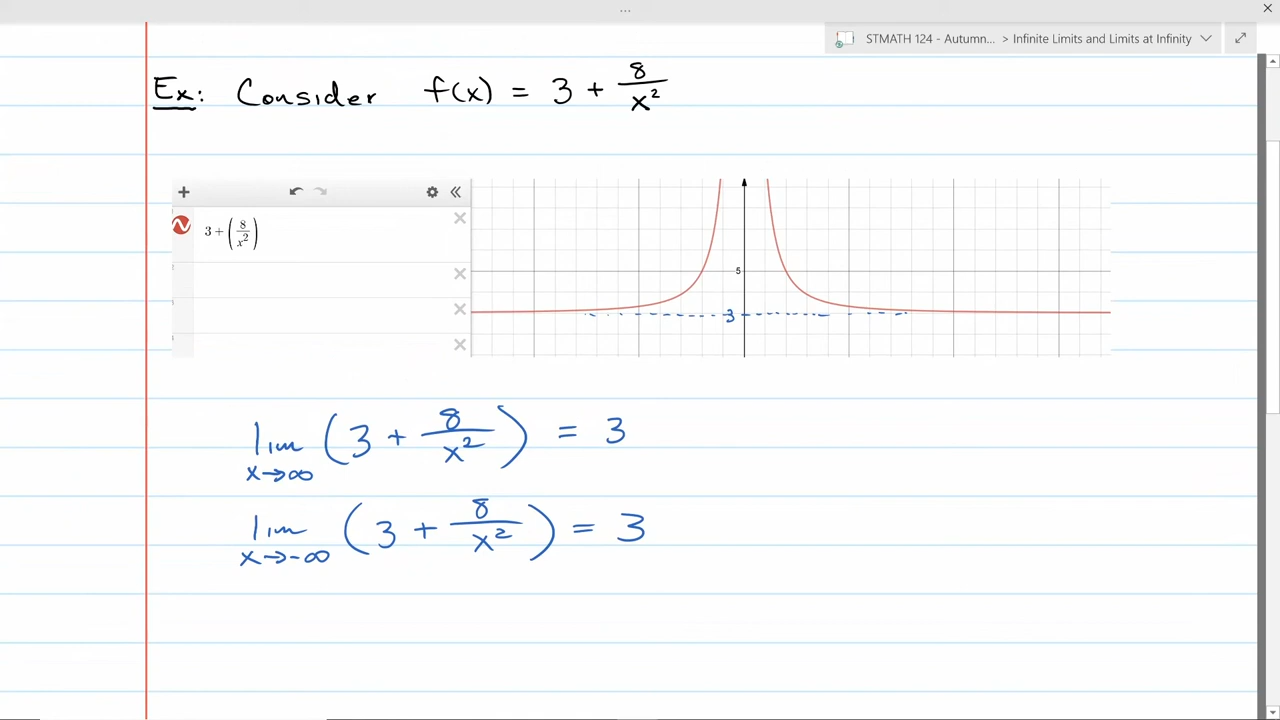 ...
STMATH 124 - Autumn... > Infinite Limits and Limits at Infinity
Ex: Consider f(x) = 3 + 8/x²
3 + (8/x²)
5
3
lim x→∞ (3 + 8/x²) = 3
lim x→-∞ (3 + 8/x²) = 3